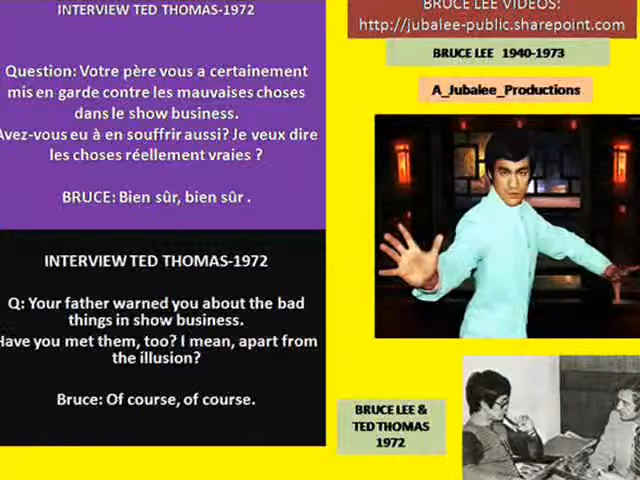 INTERVIEW TED THOMAS-1972
Question: Votre père vous a certainement
mis en garde contre les mauvaises choses
dans le show business.
Avez-vous eu à en souffrir aussi? Je veux dire
les choses réellement vraies ?
BRUCE: Bien sûr, bien sûr .
INTERVIEW TED THOMAS-1972
Q: Your father warned you about the bad
things in show business.
Have you met them, too? I mean, apart from
the illusion?
Bruce: Of course, of course.
BRUCE LEE VIDEOS:
http://jubalee-public.sharepoint.com
BRUCE LEE 1940-1973
A_Jubalee_Productions
BRUCE LEE &
TED THOMAS
1972